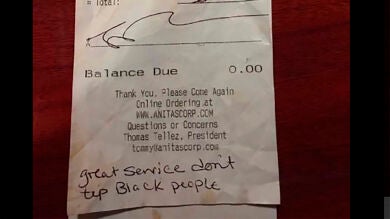 = Total:
Balance Due 0.00
Thank You, Please Come Again
Online Ordering at
WWW.ANITASCORP.COM
Questions or Concerns
Thomas Tellez, President
tommy@anitascorp.com
great service don't
tip Black people